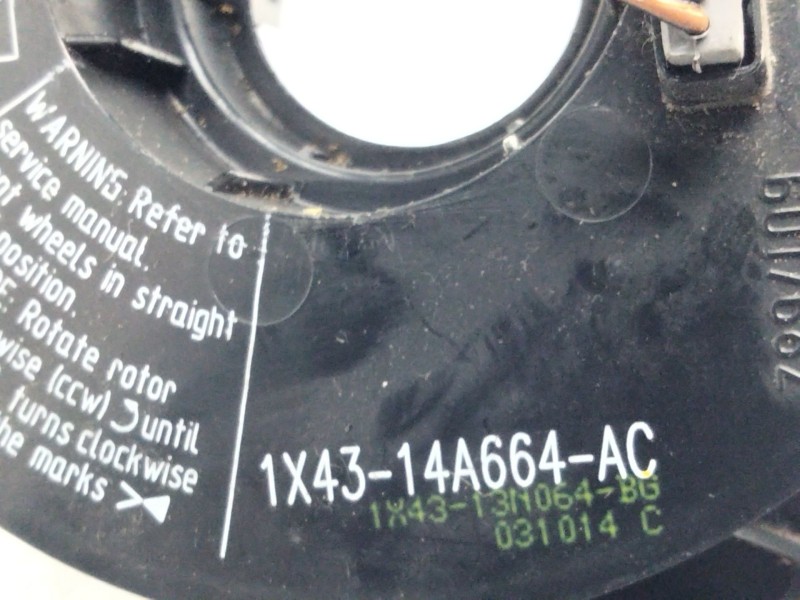 WARNING: Refer to
service manual.
wheels in straight
position.
: Rotate rotor
(ccw) until
turns clockwise
the marks
1X43-14A664-AC
1X43-13N064-BG
031014 C
6017662